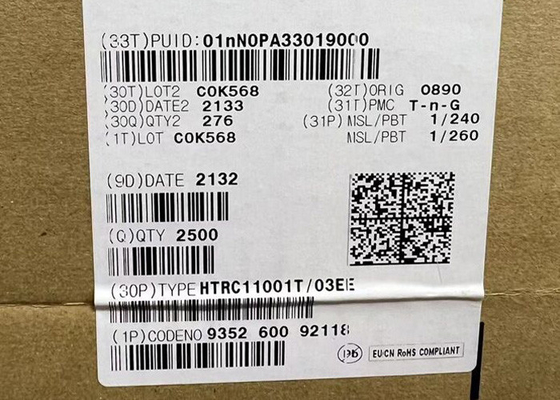 (33T)PUID: 01nN0PA33019000
(30T)LOT2 C0K568 (32T)ORIG 0890
(30D)DATE2 2133 (31T)PMC T-n-G
(30Q)QTY2 276 (31P) MSL/PBT 1/240
(1T)LOT C0K568 MSL/PBT 1/260
(9D)DATE 2132
(Q)QTY 2500
(30P)TYPE HTRC11001T/03EE
(1P)CODENO 9352 600 92118
EU/CN RoHS COMPLIANT